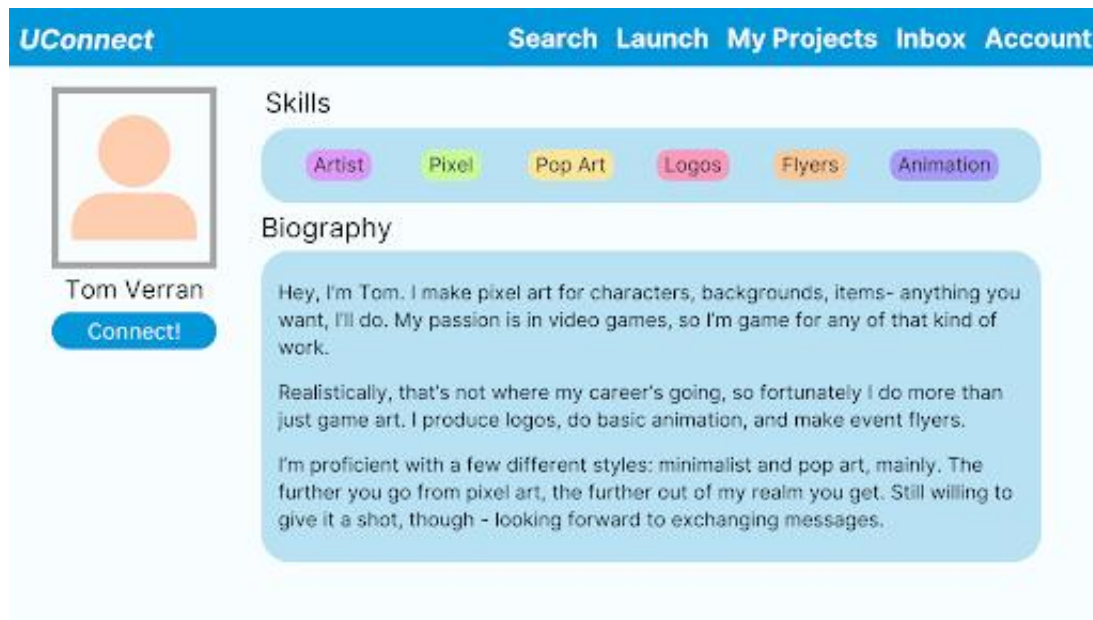 UConnect
Search Launch My Projects Inbox Account
Skills
Artist Pixel Pop Art Logos Flyers Animation
Biography
Tom Verran
Connect!
Hey, I'm Tom. I make pixel art for characters, backgrounds, items- anything you
want, I'll do. My passion is in video games, so I'm game for any of that kind of
work.
Realistically, that's not where my career's going, so fortunately I do more than
just game art. I produce logos, do basic animation, and make event flyers.
I'm proficient with a few different styles: minimalist and pop art, mainly. The
further you go from pixel art, the further out of my realm you get. Still willing to
give it a shot, though - looking forward to exchanging messages.